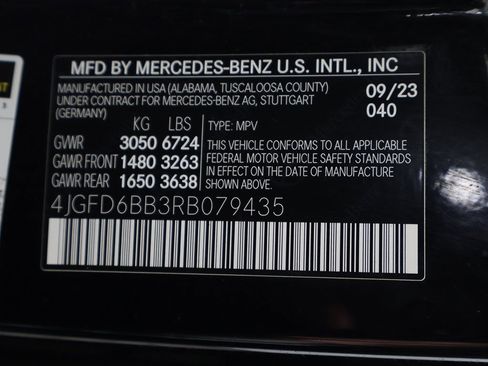 MFD BY MERCEDES-BENZ U.S. INTL., INC
MANUFACTURED IN USA (ALABAMA, TUSCALOOSA COUNTY)
UNDER CONTRACT FOR MERCEDES-BENZ AG, STUTTGART
(GERMANY)
09/23
040
KG LBS
GVWR 3050 6724
GAWR FRONT 1480 3263
GAWR REAR 1650 3638
TYPE: MPV
THIS VEHICLE CONFORMS TO ALL APPLICABLE
FEDERAL MOTOR VEHICLE SAFETY STANDARDS
IN EFFECT ON THE DATE OF MANUFACTURE
SHOWN ABOVE.
4JGFD6BB3RB079435